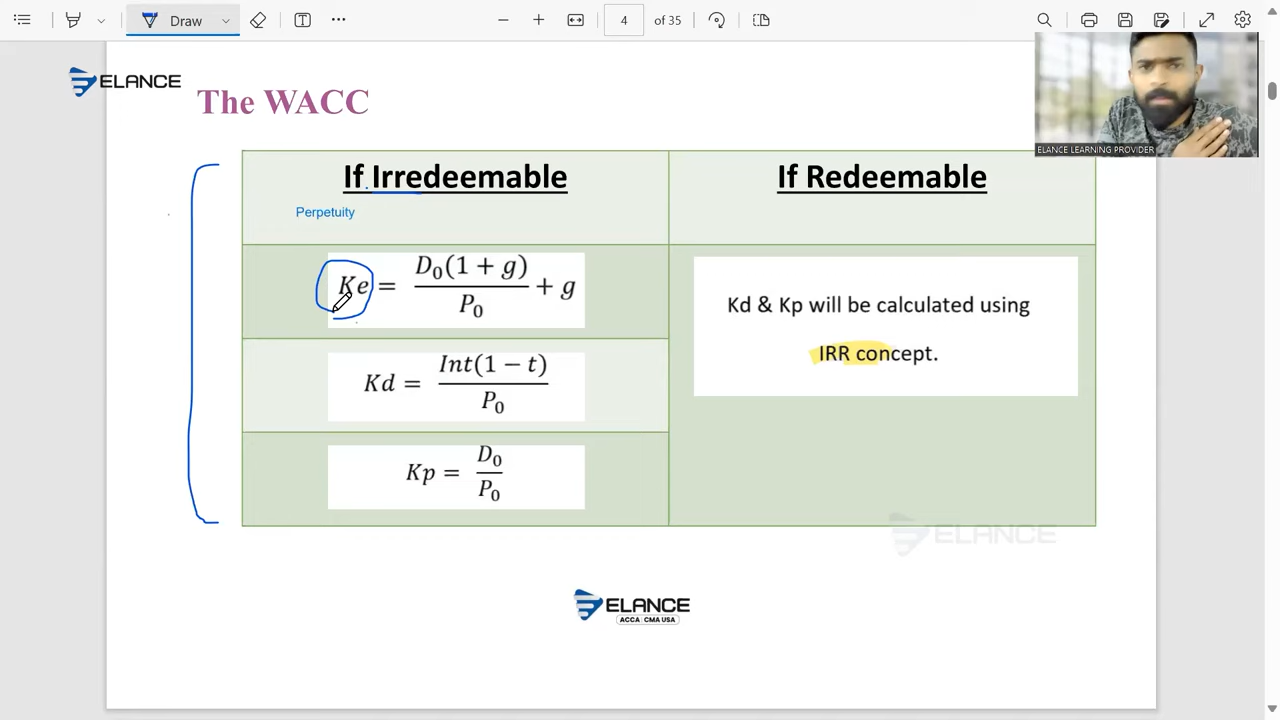 Draw
4 of 35
ELANCE
The WACC
ELANCE LEARNING PROVIDER
If Irredeemable
If Redeemable
Perpetuity
Ke = D₀(1 + g) / P₀ + g
Kd & Kp will be calculated using
IRR concept.
Kd = Int(1 − t) / P₀
Kp = D₀ / P₀
ELANCE
ELANCE
ACCA | CMA USA